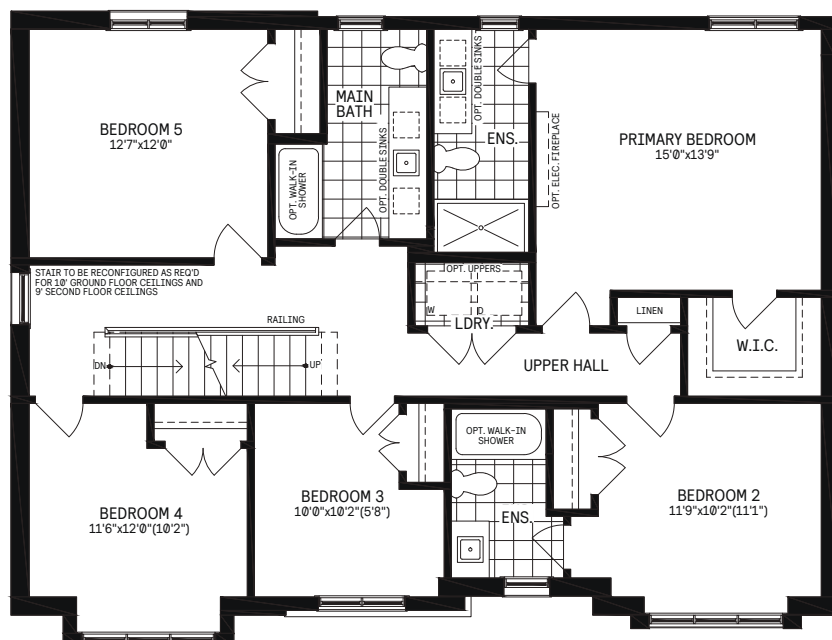 BEDROOM 5
12'7"x12'0"
MAIN
BATH
OPT. DOUBLE SINKS
OPT. WALK-IN
SHOWER
OPT. DOUBLE SINKS
ENS.
OPT. ELEC. FIREPLACE
PRIMARY BEDROOM
15'0"x13'9"
STAIR TO BE RECONFIGURED AS REQ'D
FOR 10' GROUND FLOOR CEILINGS AND
9' SECOND FLOOR CEILINGS
RAILING
DN
UP
OPT. UPPERS
W
D
LDRY.
LINEN
W.I.C.
UPPER HALL
BEDROOM 4
11'6"x12'0"(10'2")
BEDROOM 3
10'0"x10'2"(5'8")
OPT. WALK-IN
SHOWER
ENS.
BEDROOM 2
11'9"x10'2"(11'1")